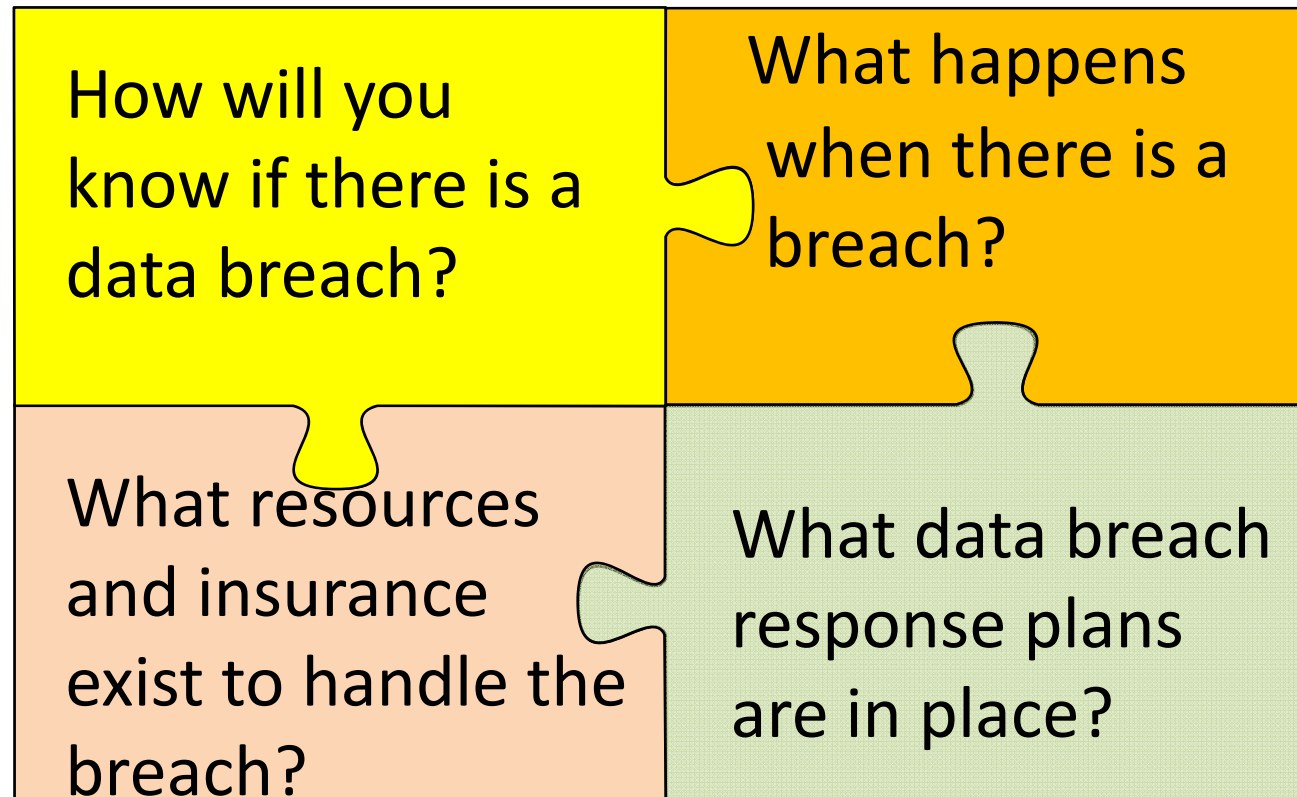 How will you
know if there is a
data breach?
What happens
when there is a
breach?
What resources
and insurance
exist to handle the
breach?
What data breach
response plans
are in place?